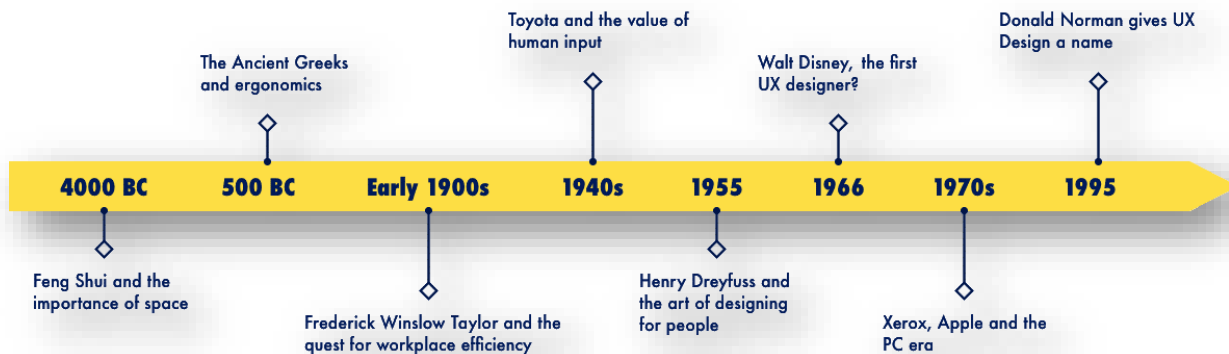 Toyota and the value of
human input
Donald Norman gives UX
Design a name
The Ancient Greeks
and ergonomics
Walt Disney, the first
UX designer?
4000 BC
500 BC
Early 1900s
1940s
1955
1966
1970s
1995
Feng Shui and the
importance of space
Henry Dreyfuss and
the art of designing
for people
Frederick Winslow Taylor and the
quest for workplace efficiency
Xerox, Apple and the
PC era